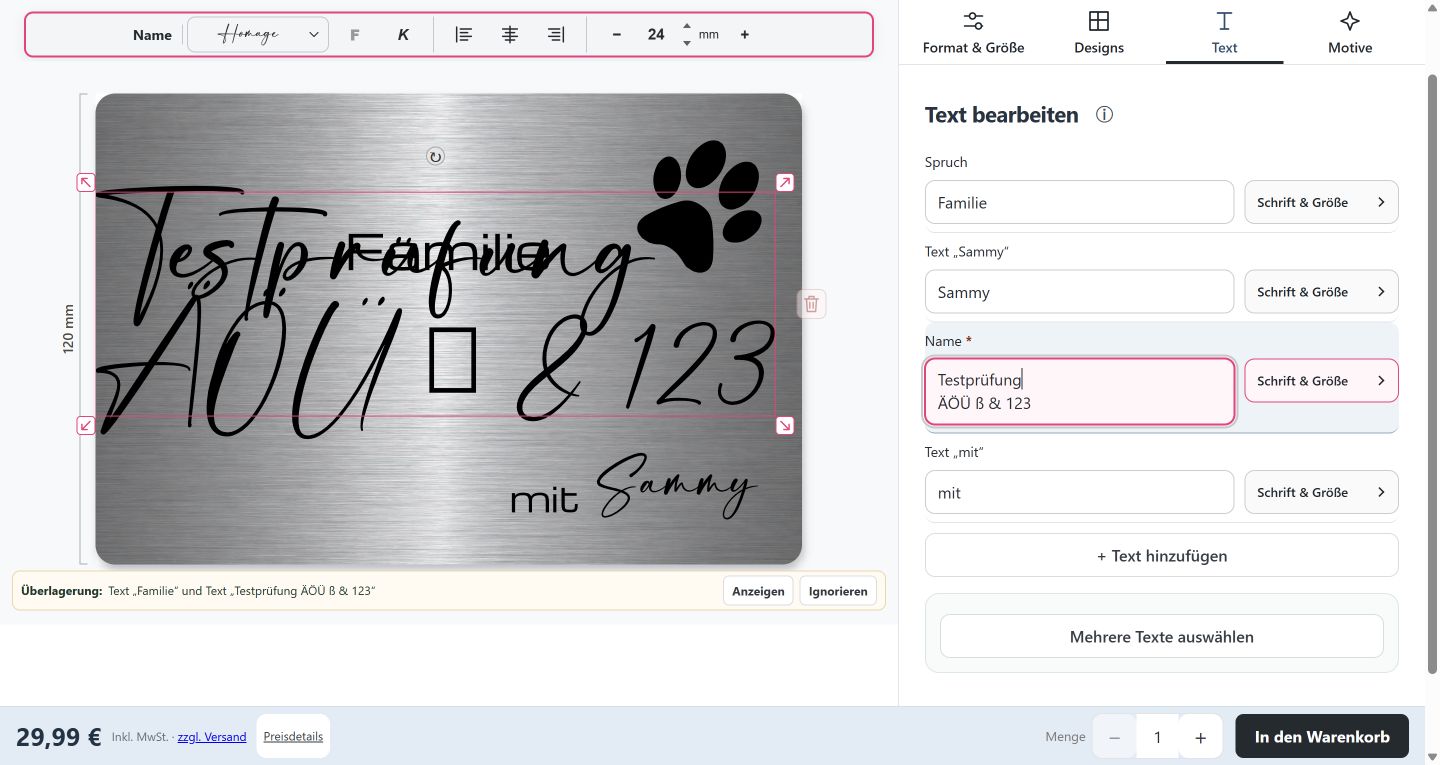 Name Homage F K 24 mm
Format & Größe Designs Text Motive
120 mm
Testprüfung
Familie
ÄÖÜ & 123
mit Sammy
Überlagerung: Text „Familie“ und Text „Testprüfung ÄÖÜ ß & 123“ Anzeigen Ignorieren
Text bearbeiten
Spruch
Familie Schrift & Größe
Text „Sammy“
Sammy Schrift & Größe
Name *
Testprüfung
ÄÖÜ ß & 123
Schrift & Größe
Text „mit“
mit Schrift & Größe
+ Text hinzufügen
Mehrere Texte auswählen
29,99 € Inkl. MwSt. · zzgl. Versand Preisdetails Menge − 1 + In den Warenkorb